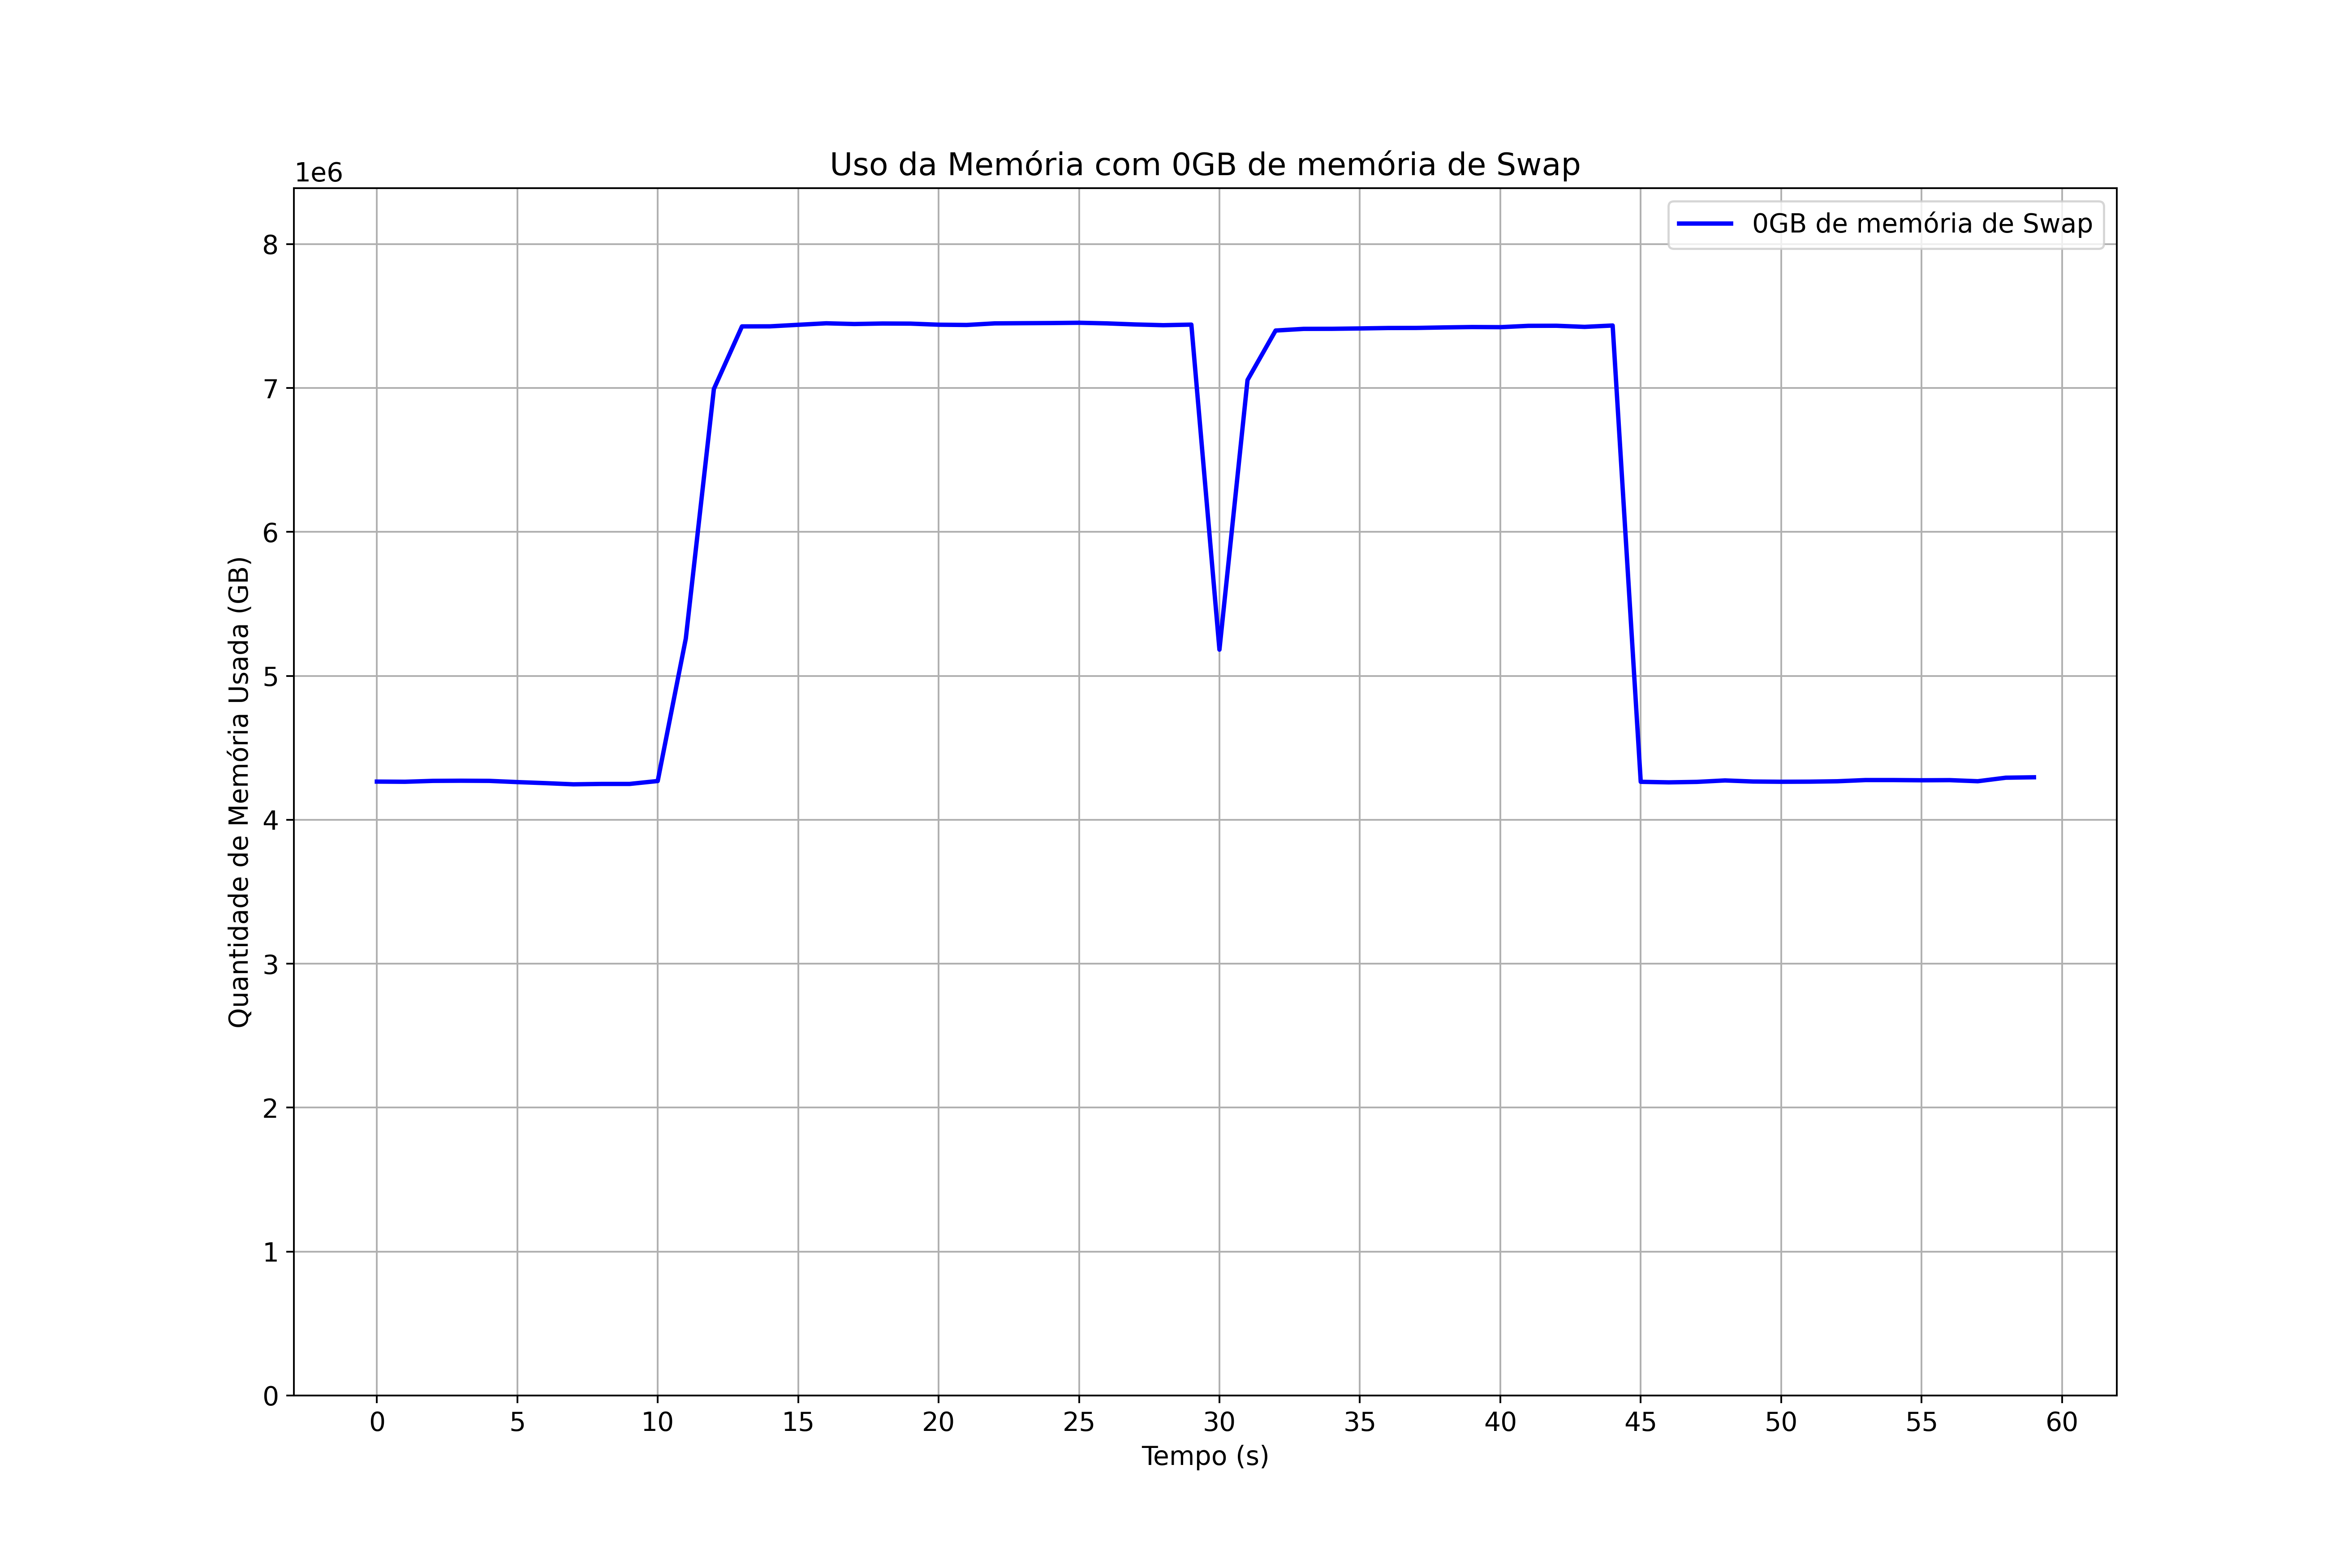 Uso da Memória com 0GB de memória de Swap
1e6
0GB de memória de Swap
8
7
6
5
4
3
2
1
0
Quantidade de Memória Usada (GB)
0 5 10 15 20 25 30 35 40 45 50 55 60
Tempo (s)